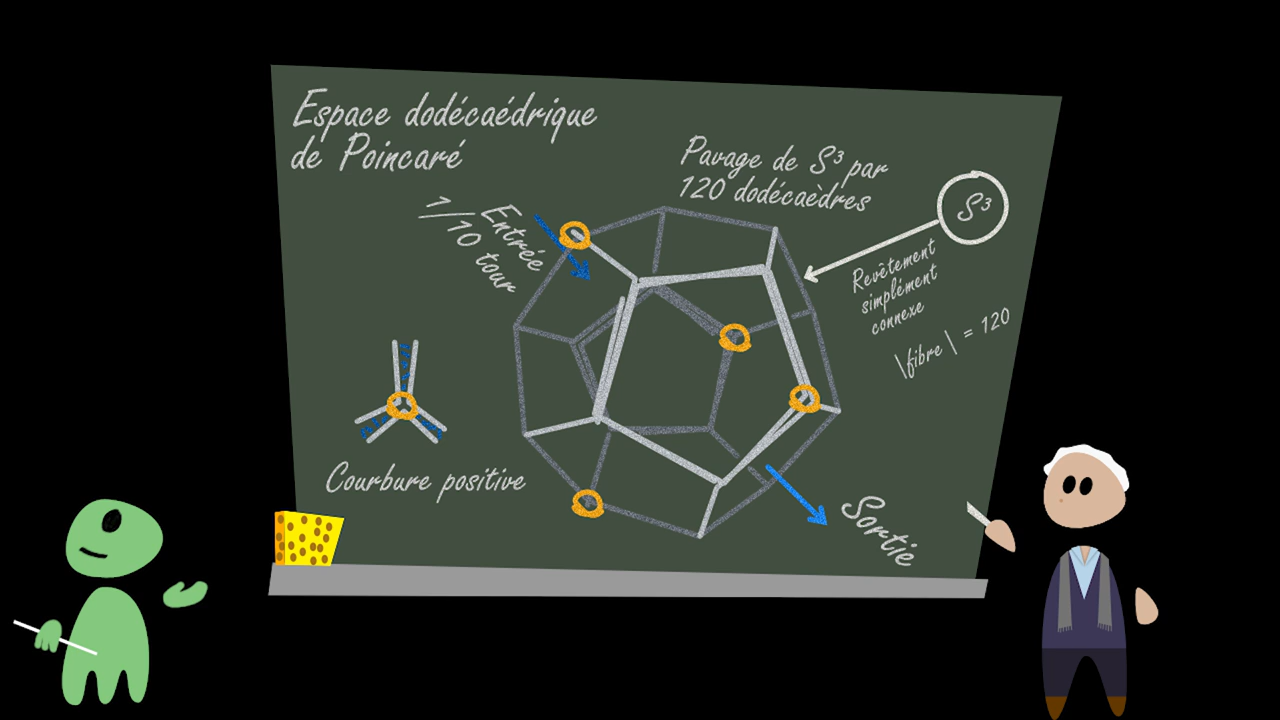 Espace dodécaédrique
de Poincaré
Pavage de S³ par
120 dodécaèdres
S³
Entrée
1/10 tour
Revêtement
simplément
connexe
\fibre \ = 120
Courbure positive
Sortie